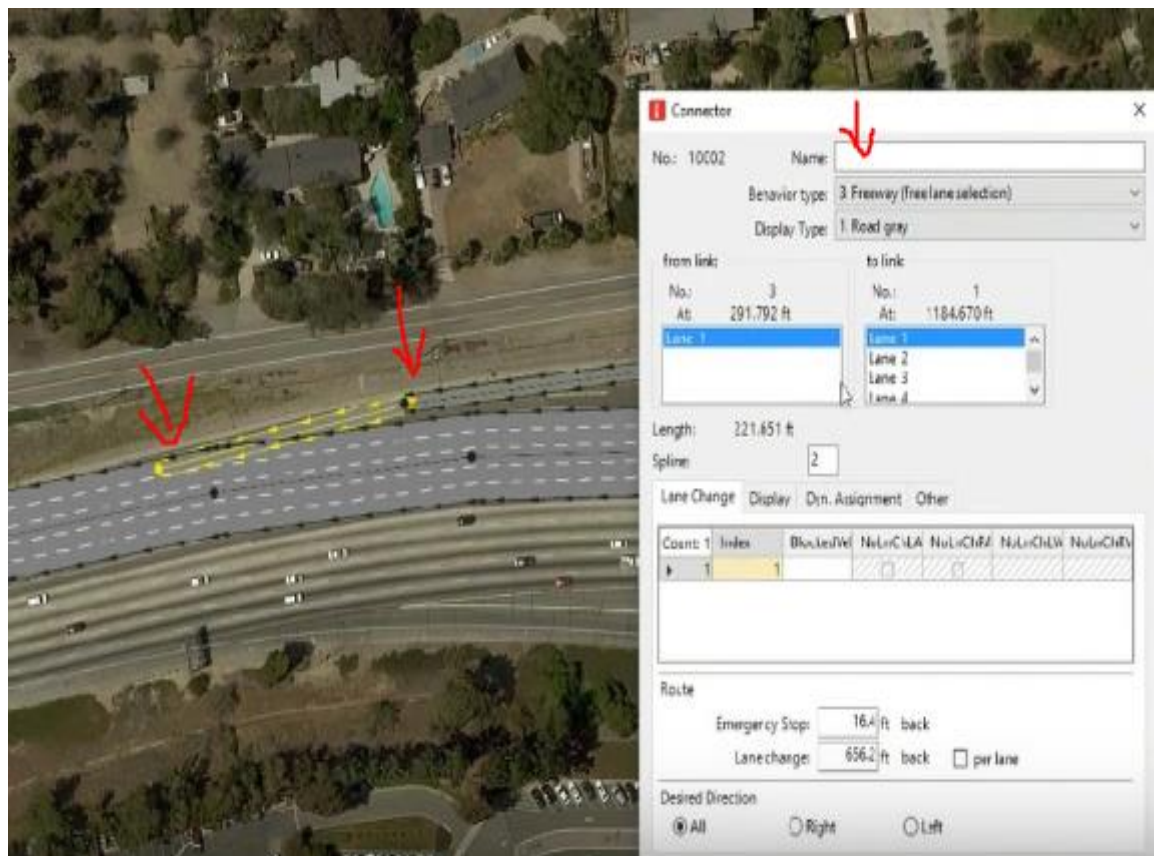 Connector
No.: 10002 Name:
Behavior type: 3 Freeway (free lane selection)
Display Type: 1 Road gray
from link: to link:
No.: 3 No.: 1
At: 291.792 ft At: 1184.670 ft
Lane 1 Lane 1
Lane 2
Lane 3
Lane 4
Length: 221.651 ft
Spline: 2
Lane Change Display Dyn. Assignment Other
Count: 1 Index
1 1
Route
Emergency Stop: 16.4 ft back
Lane change: 656.2 ft back per lane
Desired Direction
All Right Left